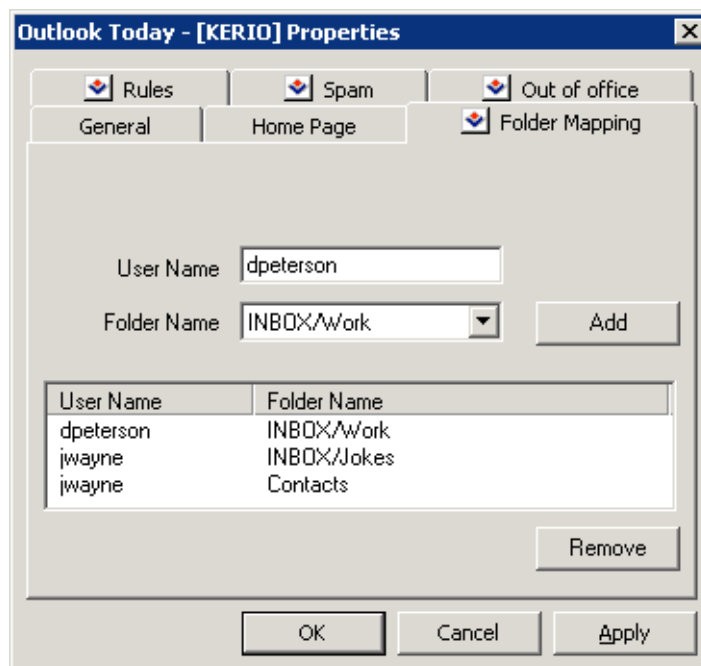 Outlook Today - [KERIO] Properties
Rules Spam Out of office
General Home Page Folder Mapping
User Name dpeterson
Folder Name INBOX/Work Add
User Name Folder Name
dpeterson INBOX/Work
jwayne INBOX/Jokes
jwayne Contacts
Remove
OK Cancel Apply